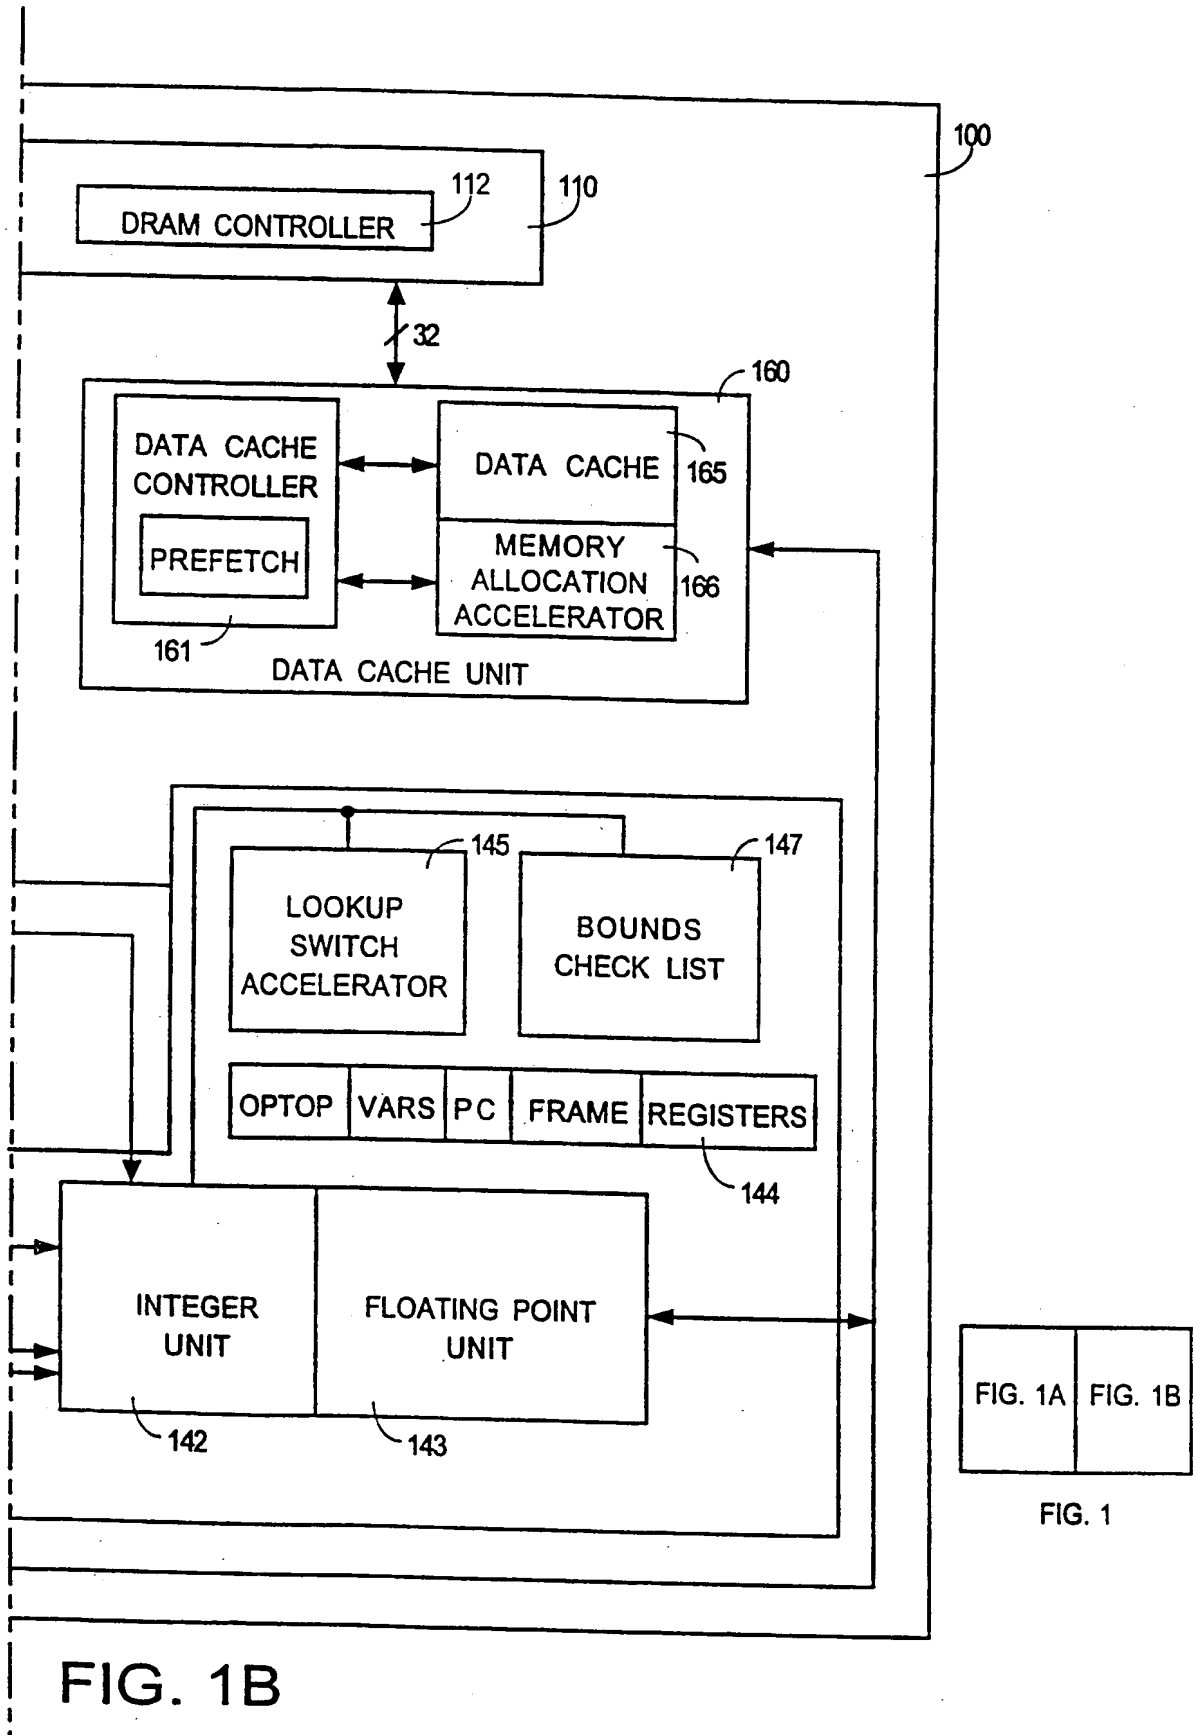 100
112
110
DRAM CONTROLLER
32
160
DATA CACHE
CONTROLLER
PREFETCH
161
DATA CACHE
165
MEMORY
ALLOCATION
ACCELERATOR
166
DATA CACHE UNIT
145
147
LOOKUP
SWITCH
ACCELERATOR
BOUNDS
CHECK LIST
OPTOP VARS PC FRAME REGISTERS
144
INTEGER
UNIT
FLOATING POINT
UNIT
142
143
FIG. 1A FIG. 1B
FIG. 1
FIG. 1B